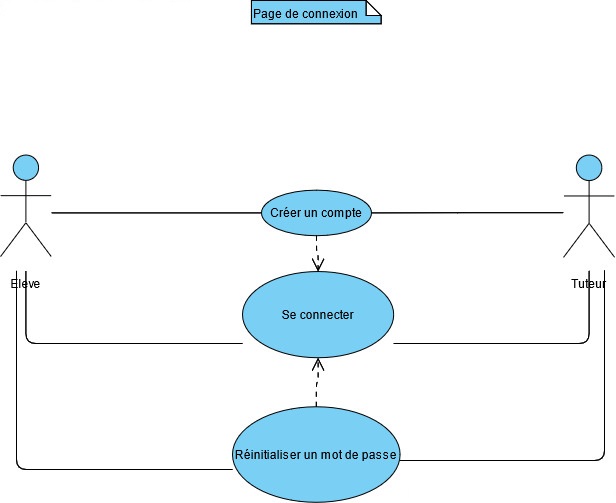 Page de connexion
Créer un compte
Eleve
Tuteur
Se connecter
Réinitialiser un mot de passe